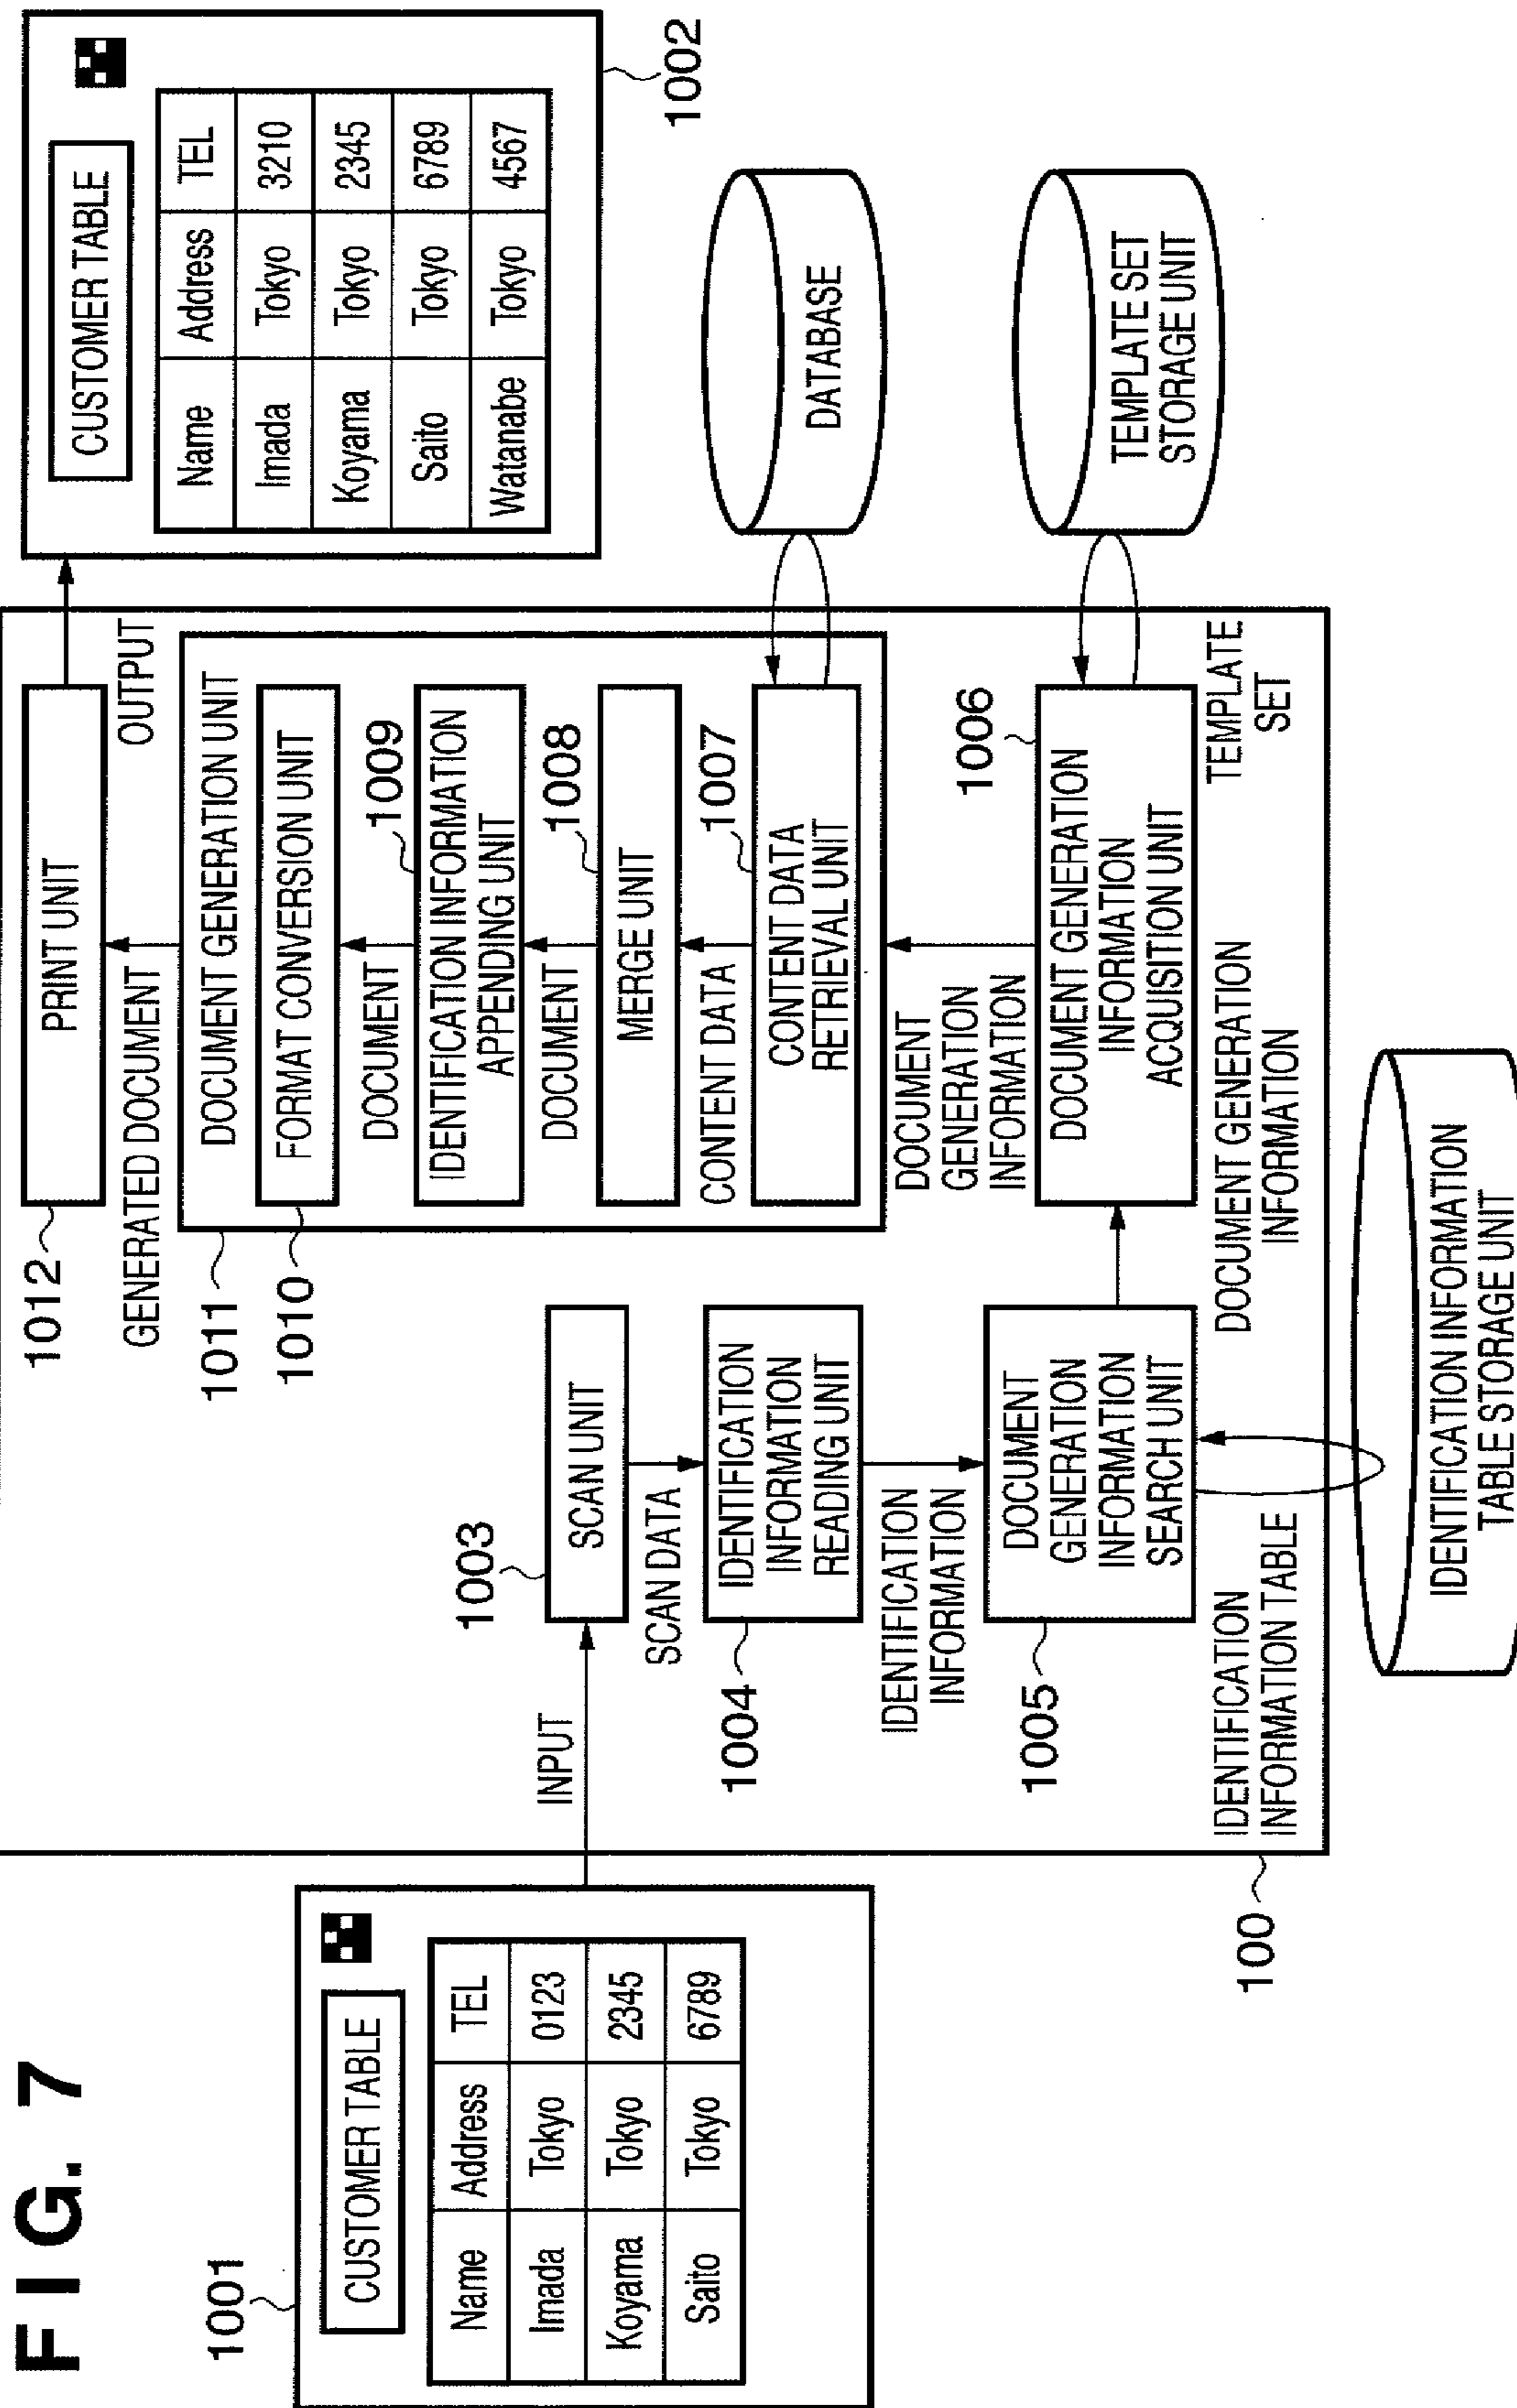 FIG. 7
1001
CUSTOMER TABLE
Name Address TEL
Imada Tokyo 0123
Koyama Tokyo 2345
Saito Tokyo 6789
INPUT
100
1003
SCAN UNIT
SCAN DATA
1004
IDENTIFICATION
INFORMATION
READING UNIT
IDENTIFICATION
INFORMATION
1005
DOCUMENT
GENERATION
INFORMATION
SEARCH UNIT
IDENTIFICATION
INFORMATION TABLE
IDENTIFICATION INFORMATION
TABLE STORAGE UNIT
DOCUMENT GENERATION
INFORMATION
1012
PRINT UNIT
OUTPUT
GENERATED DOCUMENT
1011
DOCUMENT GENERATION UNIT
1010
FORMAT CONVERSION UNIT
DOCUMENT
1009
IDENTIFICATION INFORMATION
APPENDING UNIT
DOCUMENT
1008
MERGE UNIT
CONTENT DATA
1007
CONTENT DATA
RETRIEVAL UNIT
DOCUMENT
GENERATION
INFORMATION
1006
DOCUMENT GENERATION
INFORMATION
ACQUISITION UNIT
TEMPLATE
SET
1002
CUSTOMER TABLE
Name Address TEL
Imada Tokyo 3210
Koyama Tokyo 2345
Saito Tokyo 6789
Watanabe Tokyo 4567
DATABASE
TEMPLATE SET
STORAGE UNIT